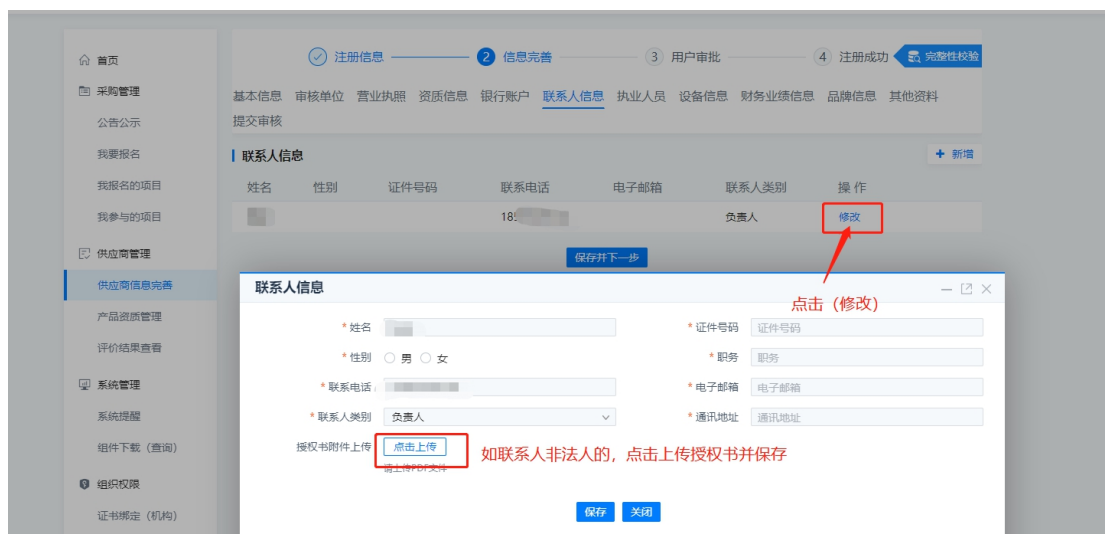 首页
采购管理
公告公示
我要报名
我报名的项目
我参与的项目
供应商管理
供应商信息完善
产品资质管理
评价结果查看
系统管理
系统提醒
组件下载（查询）
组织权限
证书绑定（机构）
注册信息 2 信息完善 3 用户审批 4 注册成功 完整性校验
基本信息 审核单位 营业执照 资质信息 银行账户 联系人信息 执业人员 设备信息 财务业绩信息 品牌信息 其他资料
提交审核
联系人信息 + 新增
姓名 性别 证件号码 联系电话 电子邮箱 联系人类别 操作
18 负责人 修改
保存并下一步
点击（修改）
联系人信息
* 姓名 * 证件号码 证件号码
* 性别 男 女 * 职务 职务
* 联系电话 * 电子邮箱 电子邮箱
* 联系人类别 负责人 * 通讯地址 通讯地址
授权书附件上传 点击上传 如联系人非法人的，点击上传授权书并保存
请上传PDF文件
保存 关闭